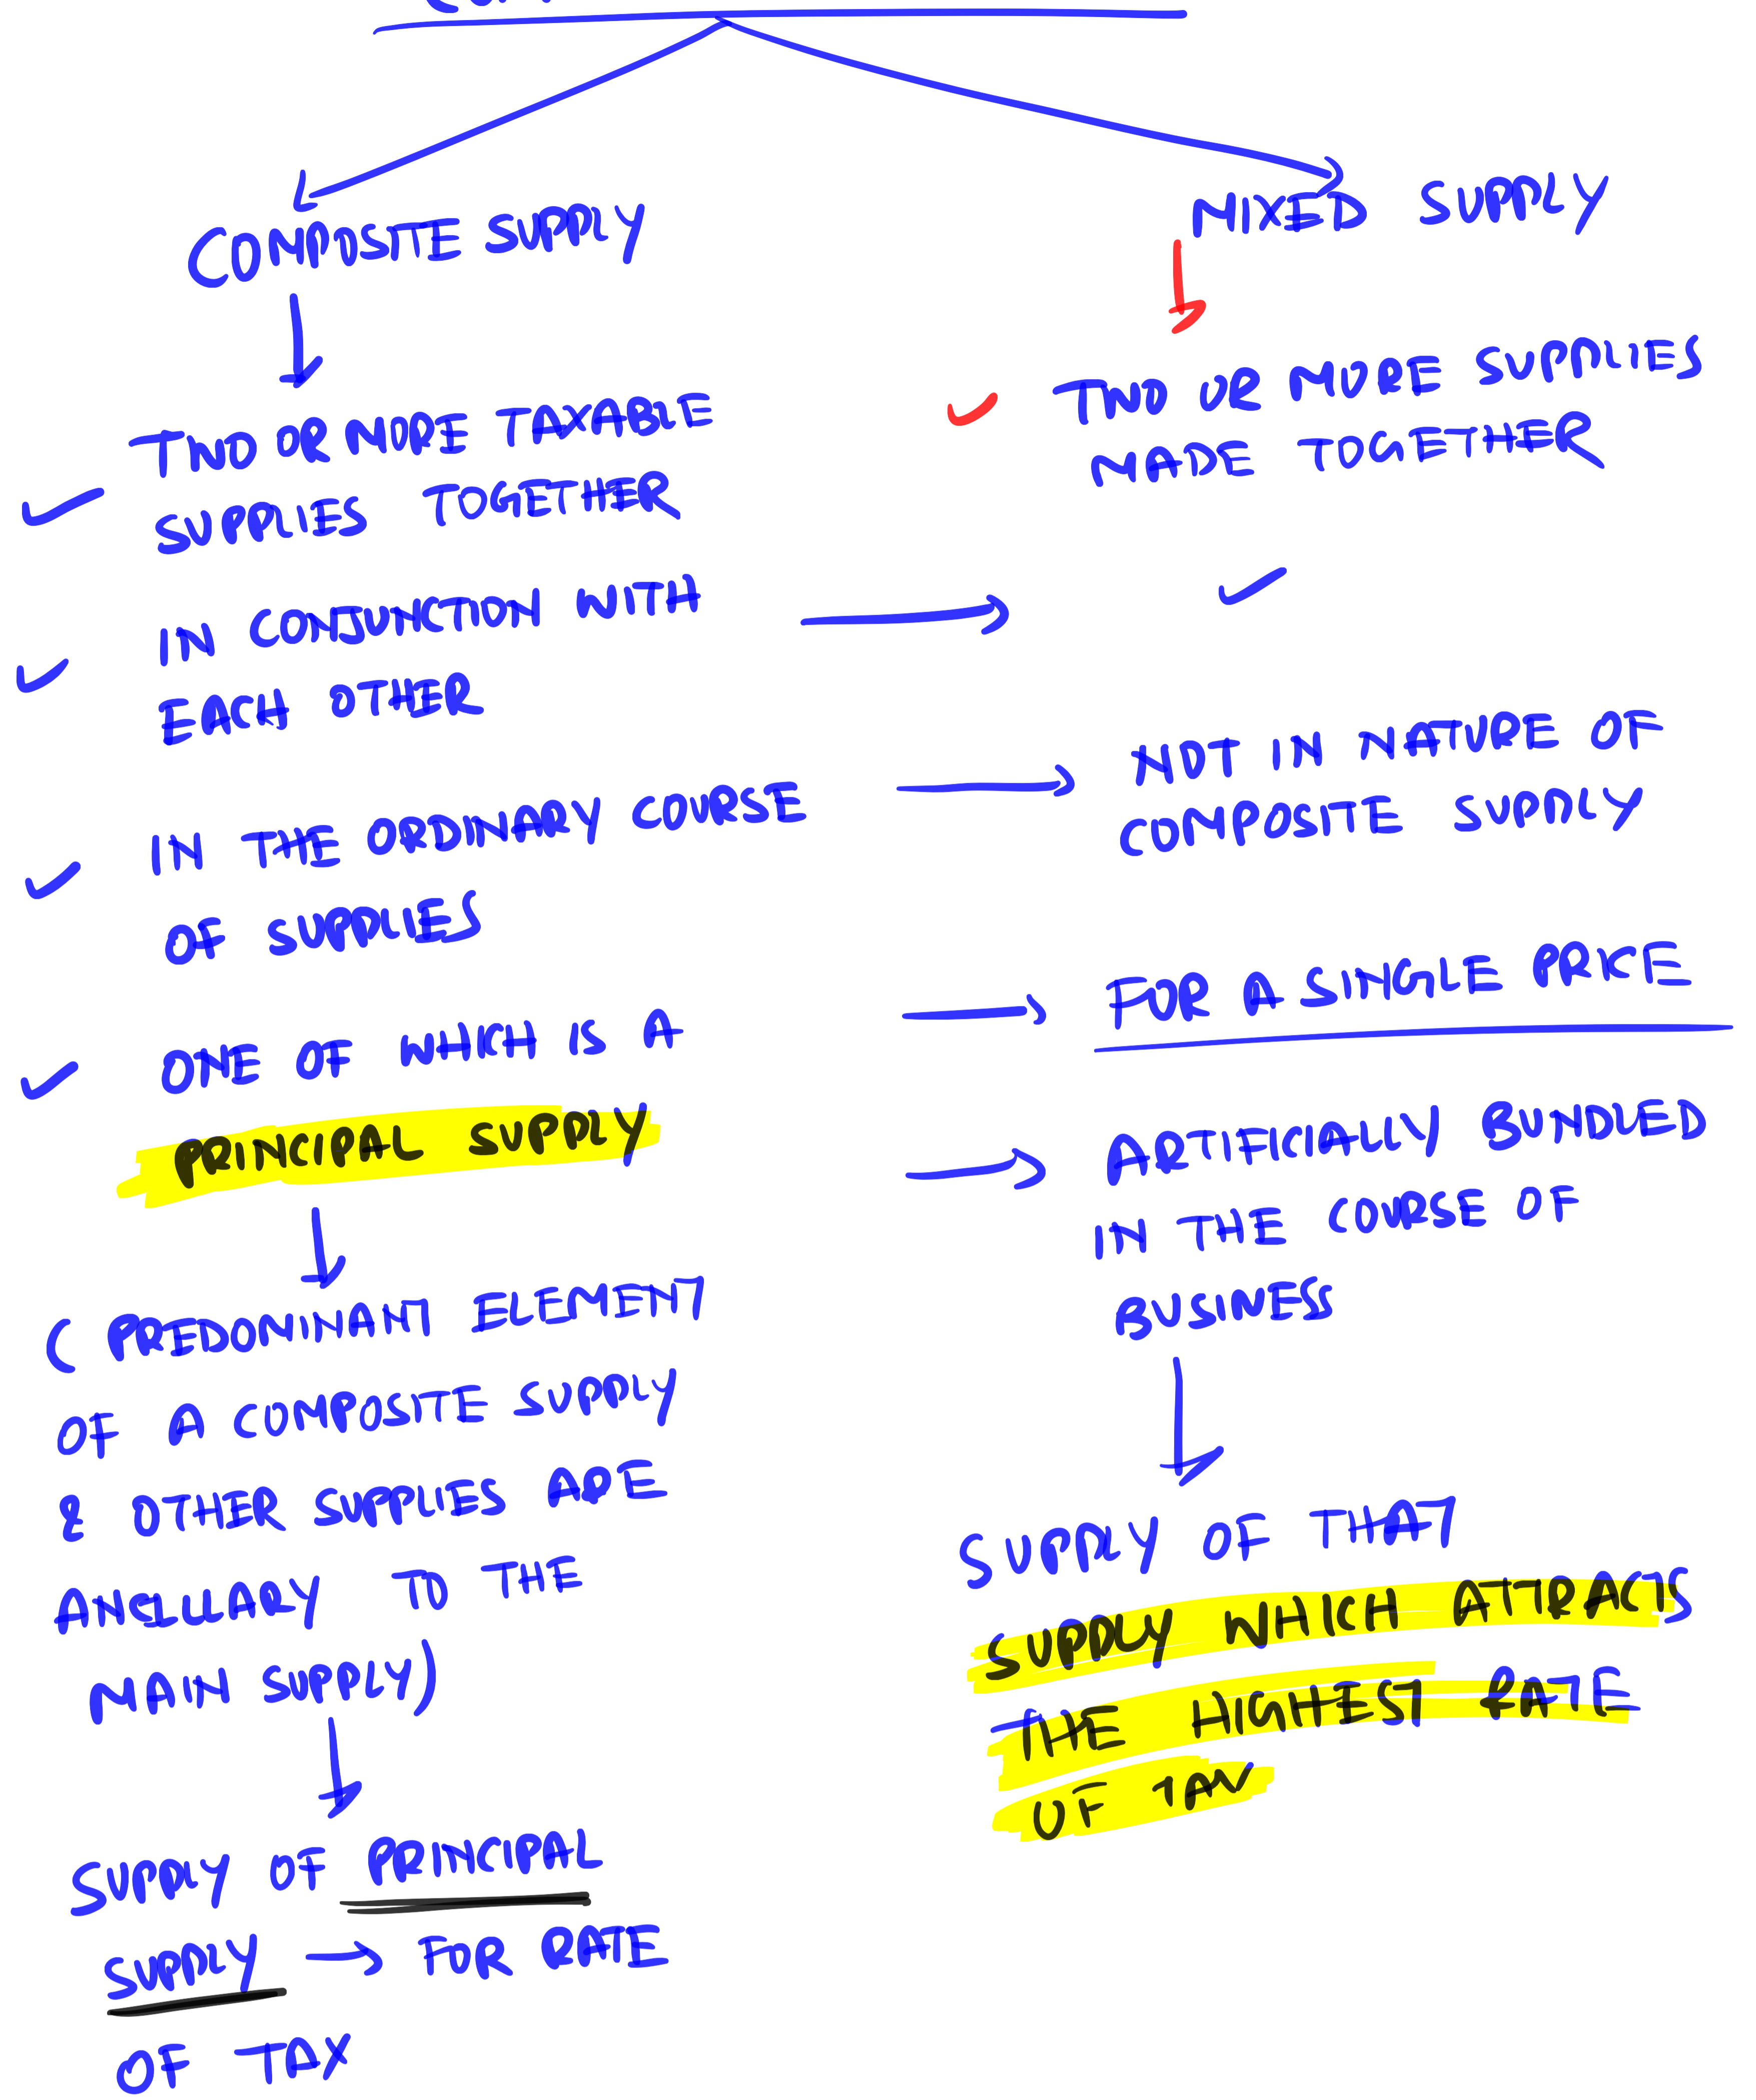 COMPOSITE SUPPLY
TWO OR MORE TAXABLE
SUPPLIES TOGETHER
IN CONJUNCTION WITH
EACH OTHER
IN THE ORDINARY COURSE
OF SUPPLIES
ONE OF WHICH IS A
PRINCIPAL SUPPLY
( PREDOMINANT ELEMENT
OF A COMPOSITE SUPPLY
& OTHER SUPPLIES ARE
ANCILLARY TO THE
MAIN SUPPLY)
SUPPLY OF PRINCIPAL
SUPPLY → FOR RATE
OF TAX
MIXED SUPPLY
TWO OR MORE SUPPLIES
MADE TOGETHER
NOT IN NATURE OF
COMPOSITE SUPPLY
FOR A SINGLE PRICE
ARTIFICIALLY BUNDLED
IN THE COURSE OF
BUSINESS
SUPPLY OF THAT
SUPPLY WHICH ATTRACTS
THE HIGHEST RATE
OF TAX